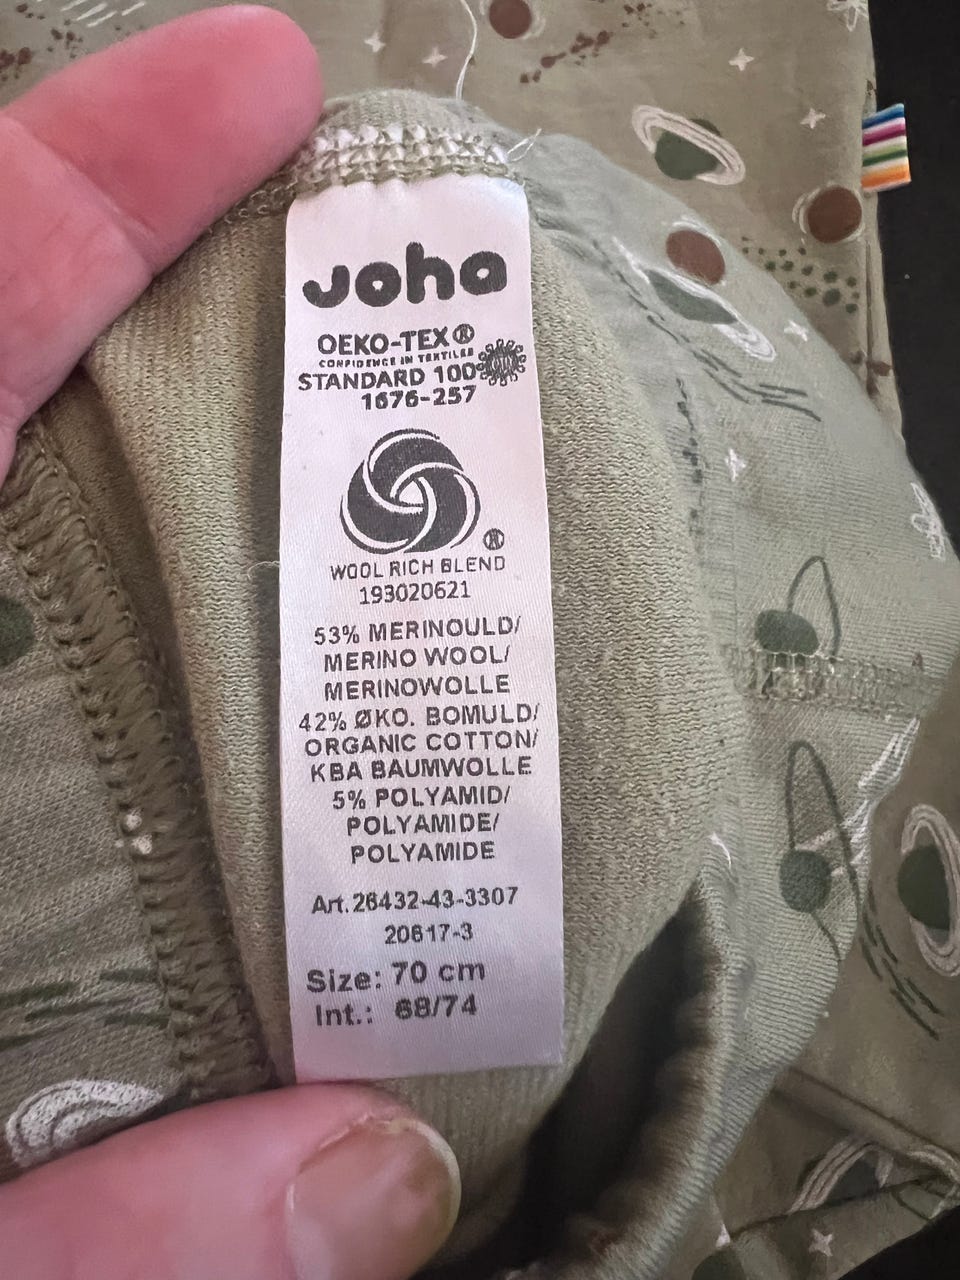 Joha
OEKO-TEX®
CONFIDENCE IN TEXTILES
STANDARD 100
1676-257
®
WOOL RICH BLEND
193020621
53% MERINOULD/
MERINO WOOL/
MERINOWOLLE
42% ØKO. BOMULD/
ORGANIC COTTON/
KBA BAUMWOLLE
5% POLYAMID/
POLYAMIDE/
POLYAMIDE
Art. 26432-43-3307
20617-3
Size: 70 cm
Int.: 68/74